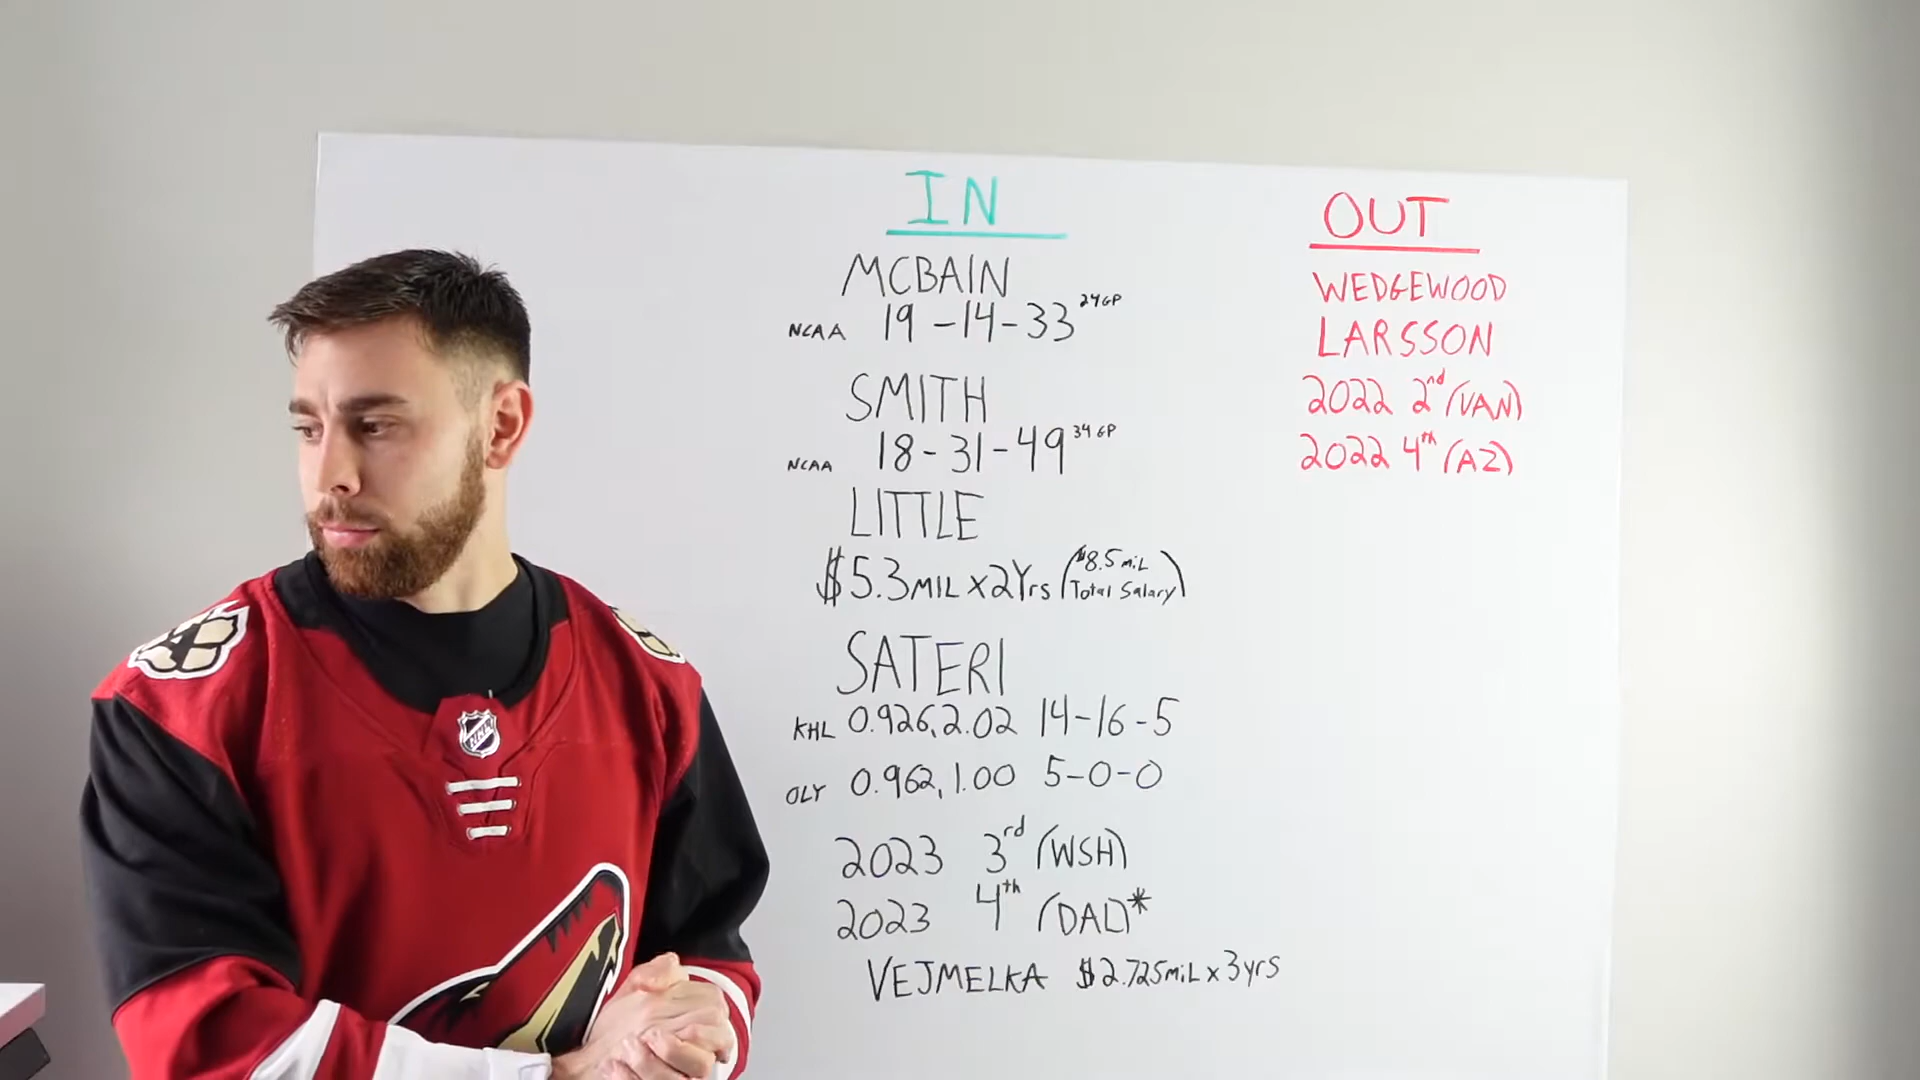 IN
MCBAIN
NCAA 19-14-33 24GP
SMITH
NCAA 18-31-49 34GP
LITTLE
$5.3MIL x2Yrs ($8.5 miL Total Salary)
SATERI
KHL 0.926, 2.02 14-16-5
OLY 0.962, 1.00 5-0-0
2023 3rd (WSH)
2023 4th (DAL)*
VEJMELKA $2.725miL x 3yrs
OUT
WEDGEWOOD
LARSSON
2022 2nd (VAN)
2022 4th (AZ)
NHL